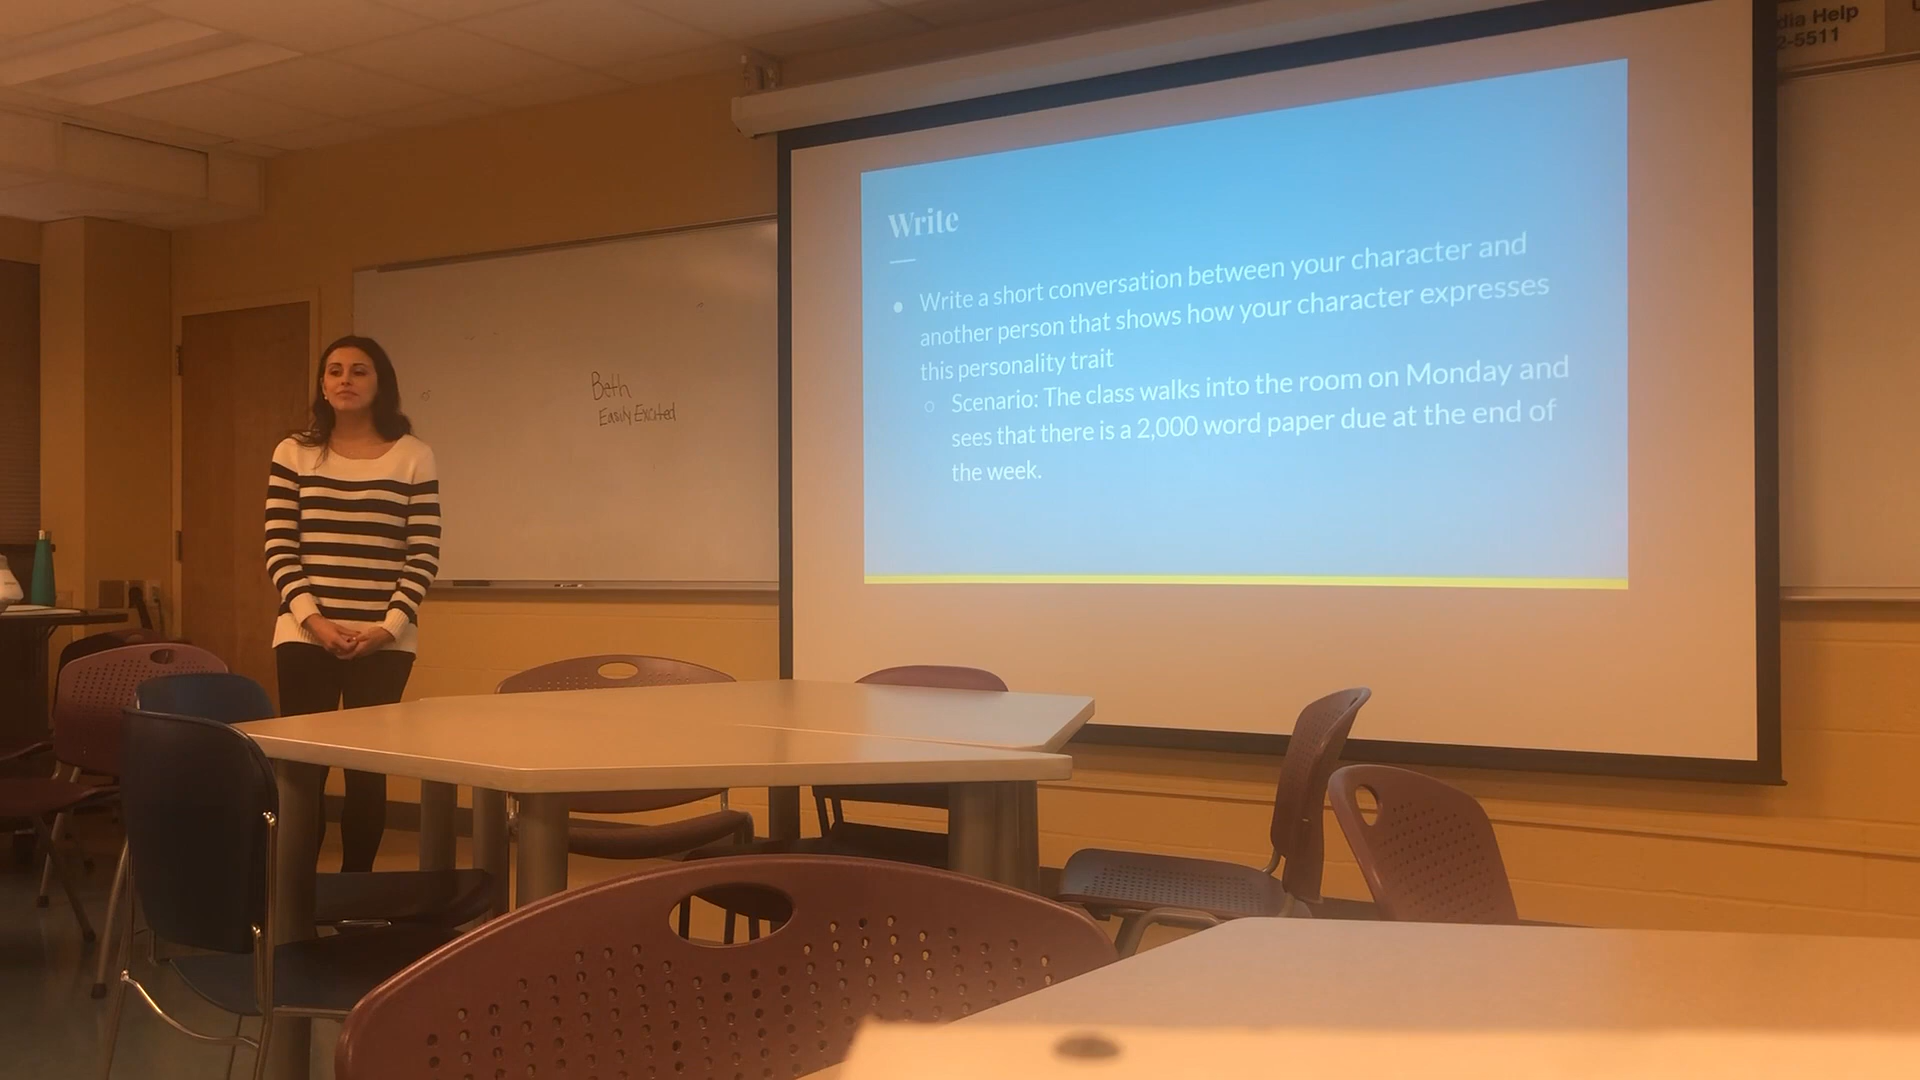 Beth
Easily Excited
Write
Write a short conversation between your character and
another person that shows how your character expresses
this personality trait
Scenario: The class walks into the room on Monday and
sees that there is a 2,000 word paper due at the end of
the week.
dia Help
2-5511